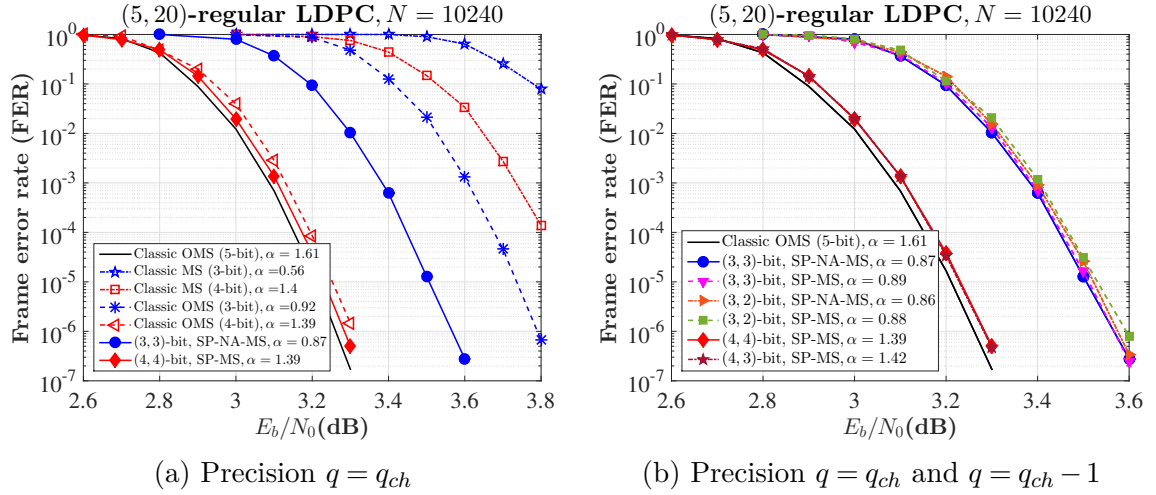 (5, 20)-regular LDPC, N = 10240
Frame error rate (FER)
10^0
10^-1
10^-2
10^-3
10^-4
10^-5
10^-6
10^-7
Classic OMS (5-bit), α = 1.61
Classic MS (3-bit), α =0.56
Classic MS (4-bit), α =1.4
Classic OMS (3-bit), α =0.92
Classic OMS (4-bit), α =1.39
(3, 3)-bit, SP-NA-MS, α = 0.87
(4, 4)-bit, SP-MS, α = 1.39
2.6 2.8 3 3.2 3.4 3.6 3.8
E_b/N_0(dB)
(a) Precision q = q_ch
(5, 20)-regular LDPC, N = 10240
Frame error rate (FER)
10^0
10^-1
10^-2
10^-3
10^-4
10^-5
10^-6
10^-7
Classic OMS (5-bit), α = 1.61
(3, 3)-bit, SP-NA-MS, α = 0.87
(3, 3)-bit, SP-MS, α = 0.89
(3, 2)-bit, SP-NA-MS, α = 0.86
(3, 2)-bit, SP-MS, α = 0.88
(4, 4)-bit, SP-MS, α = 1.39
(4, 3)-bit, SP-MS, α = 1.42
2.6 2.8 3 3.2 3.4 3.6
E_b/N_0(dB)
(b) Precision q = q_ch and q = q_ch − 1